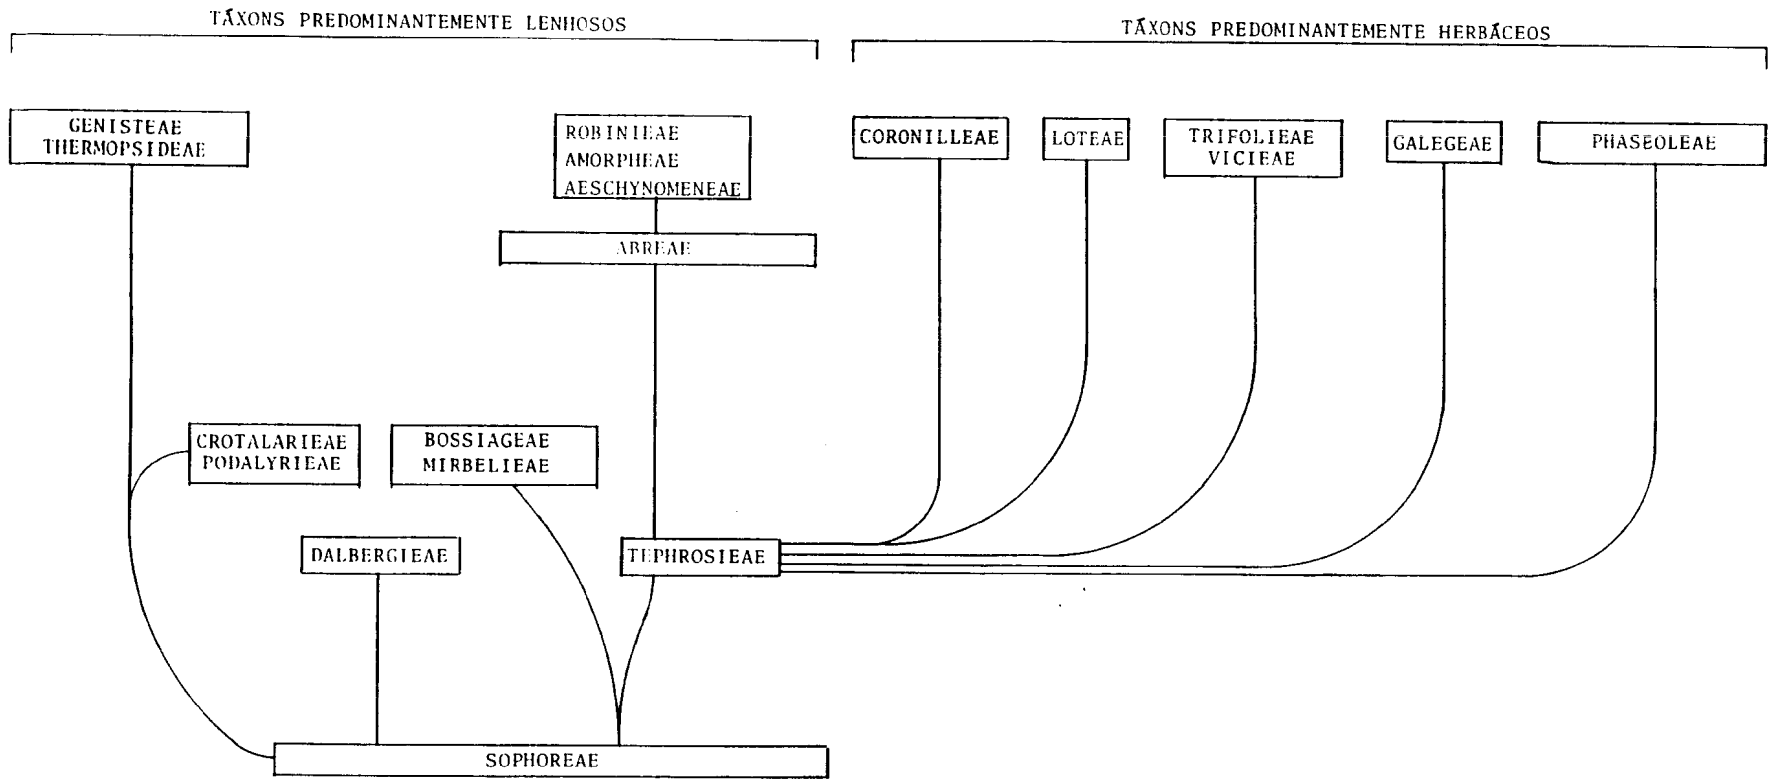 TÁXONS PREDOMINANTEMENTE LENHOSOS
TÁXONS PREDOMINANTEMENTE HERBÁCEOS
GENISTEAE
THERMOPSIDEAE
ROBINIEAE
AMORPHEAE
AESCHYNOMENEAE
CORONILLEAE
LOTEAE
TRIFOLIEAE
VICIEAE
GALEGEAE
PHASEOLEAE
ABREAE
CROTALARIEAE
PODALYRIEAE
BOSSIAGEAE
MIRBELIEAE
DALBERGIEAE
TEPHROSIEAE
SOPHOREAE